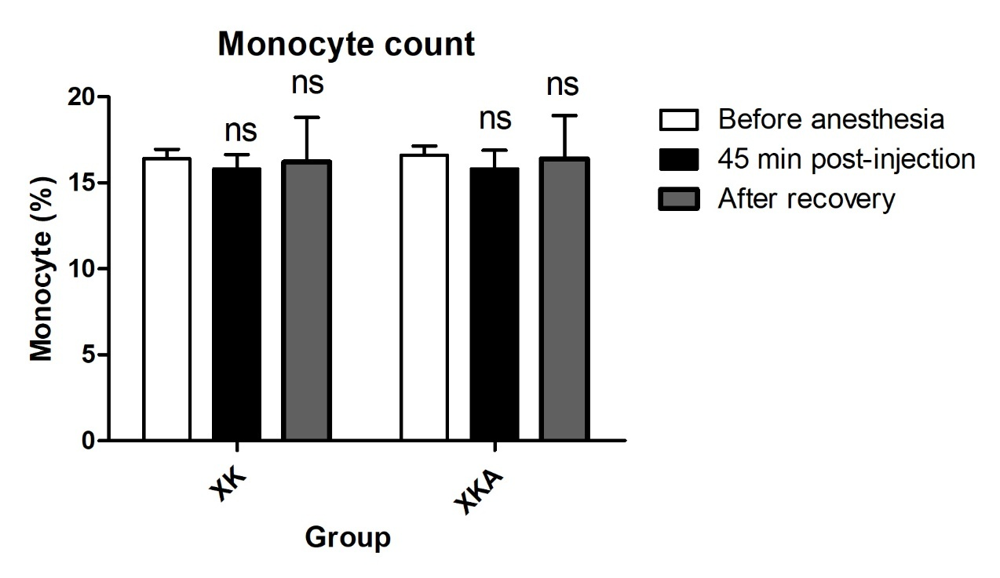 Monocyte count
ns
ns
ns
ns
20
15
10
5
0
Monocyte (%)
XK
XKA
Group
Before anesthesia
45 min post-injection
After recovery